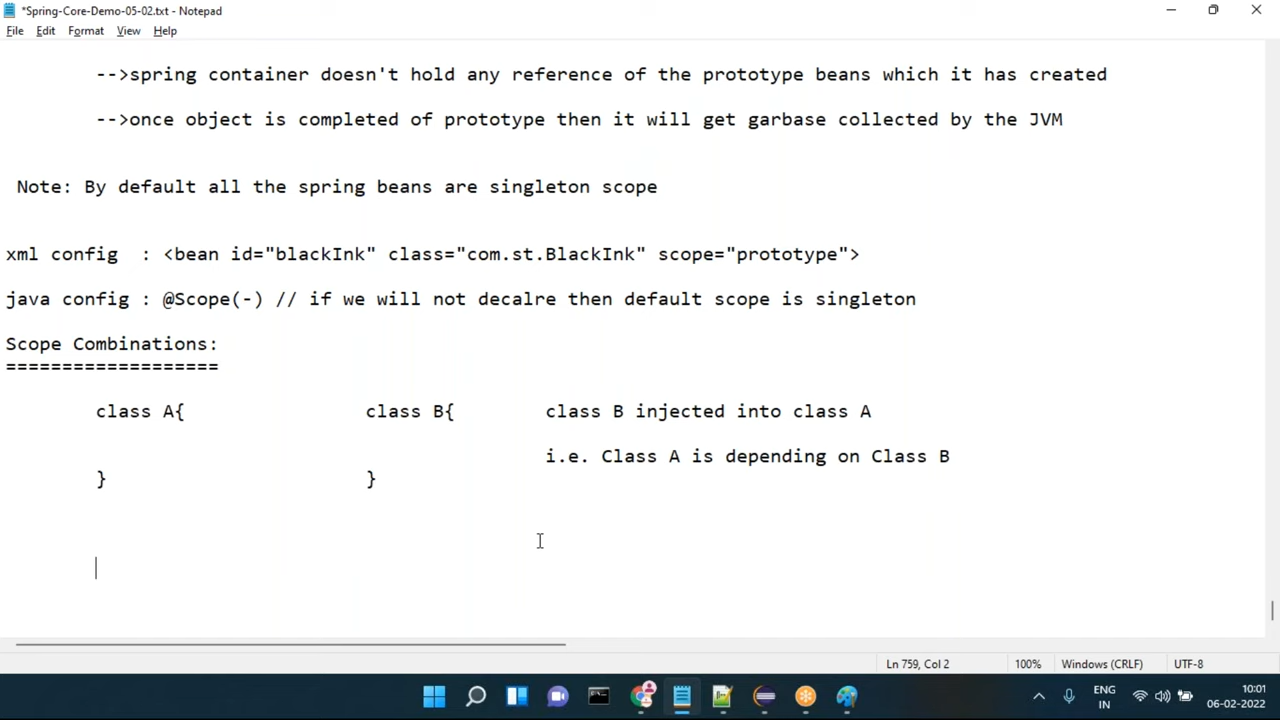 *Spring-Core-Demo-05-02.txt - Notepad
File Edit Format View Help
-->spring container doesn't hold any reference of the prototype beans which it has created
-->once object is completed of prototype then it will get garbase collected by the JVM
Note: By default all the spring beans are singleton scope
xml config : <bean id="blackInk" class="com.st.BlackInk" scope="prototype">
java config : @Scope(-) // if we will not decalre then default scope is singleton
Scope Combinations:
===================
class A{ class B{ class B injected into class A
i.e. Class A is depending on Class B
} }
Ln 759, Col 2 100% Windows (CRLF) UTF-8
ENG 10:01
IN 06-02-2022